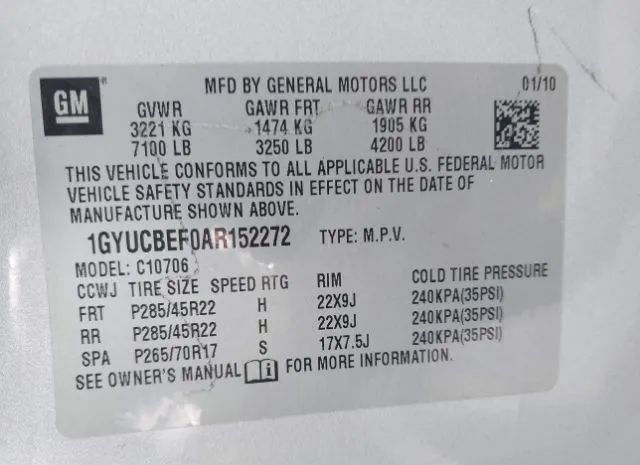 GM
MFD BY GENERAL MOTORS LLC 01/10
GVWR GAWR FRT GAWR RR
3221 KG 1474 KG 1905 KG
7100 LB 3250 LB 4200 LB
THIS VEHICLE CONFORMS TO ALL APPLICABLE U.S. FEDERAL MOTOR
VEHICLE SAFETY STANDARDS IN EFFECT ON THE DATE OF
MANUFACTURE SHOWN ABOVE.
1GYUCBEF0AR152272 TYPE: M.P.V.
MODEL: C10706
CCWJ TIRE SIZE SPEED RTG RIM COLD TIRE PRESSURE
FRT P285/45R22 H 22X9J 240KPA(35PSI)
RR P285/45R22 H 22X9J 240KPA(35PSI)
SPA P265/70R17 S 17X7.5J 240KPA(35PSI)
SEE OWNER'S MANUAL FOR MORE INFORMATION.